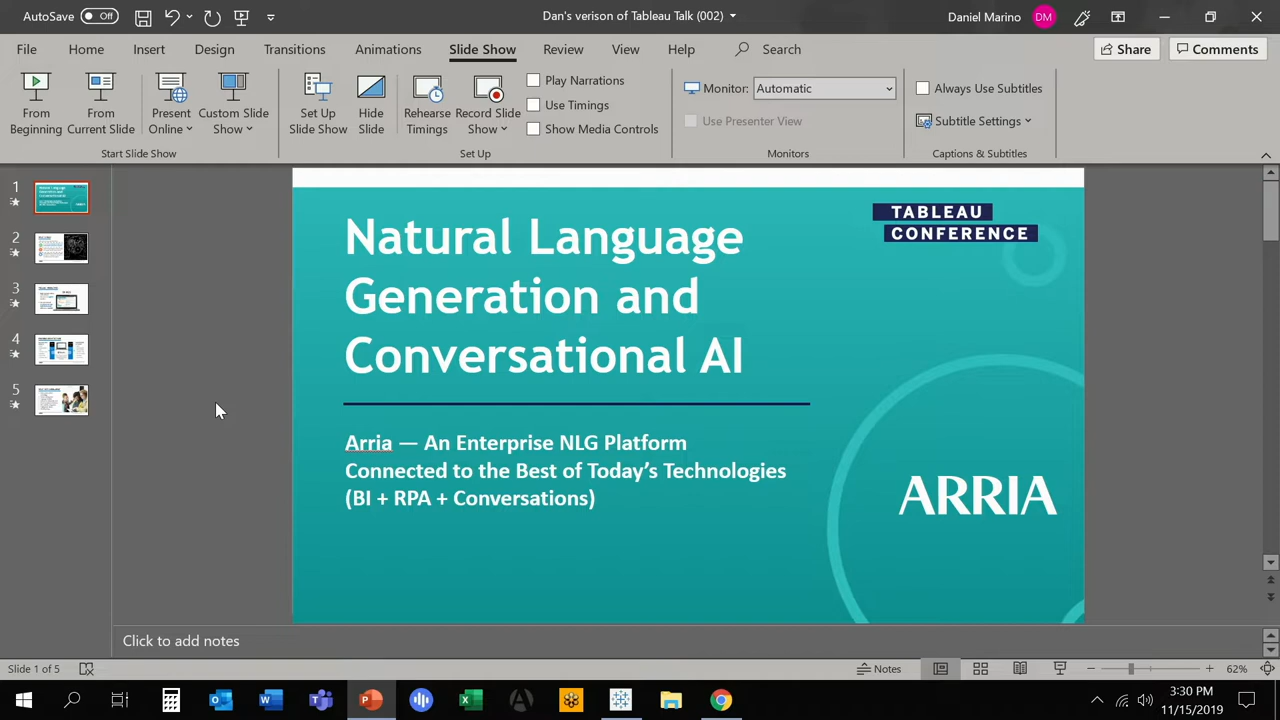 AutoSave Off
Dan's verison of Tableau Talk (002)
Daniel Marino DM
File Home Insert Design Transitions Animations Slide Show Review View Help Search Share Comments
From Beginning
From Current Slide
Present Online
Custom Slide Show
Start Slide Show
Set Up Slide Show
Hide Slide
Rehearse Timings
Record Slide Show
Play Narrations
Use Timings
Show Media Controls
Set Up
Monitor: Automatic
Use Presenter View
Monitors
Always Use Subtitles
Subtitle Settings
Captions & Subtitles
1
2
3
4
5
TABLEAU
CONFERENCE
Natural Language
Generation and
Conversational AI
Arria — An Enterprise NLG Platform
Connected to the Best of Today's Technologies
(BI + RPA + Conversations)
ARRIA
Click to add notes
Slide 1 of 5
Notes
62%
3:30 PM
11/15/2019